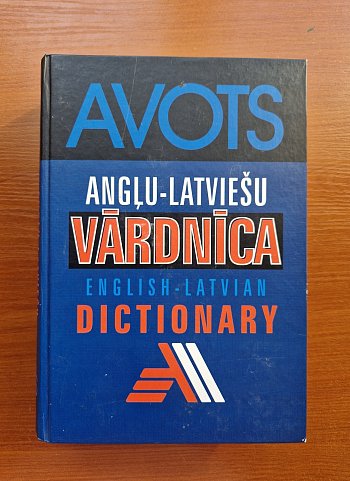 AVOTS
ANGĻU-LATVIEŠU
VĀRDNĪCA
ENGLISH-LATVIAN
DICTIONARY